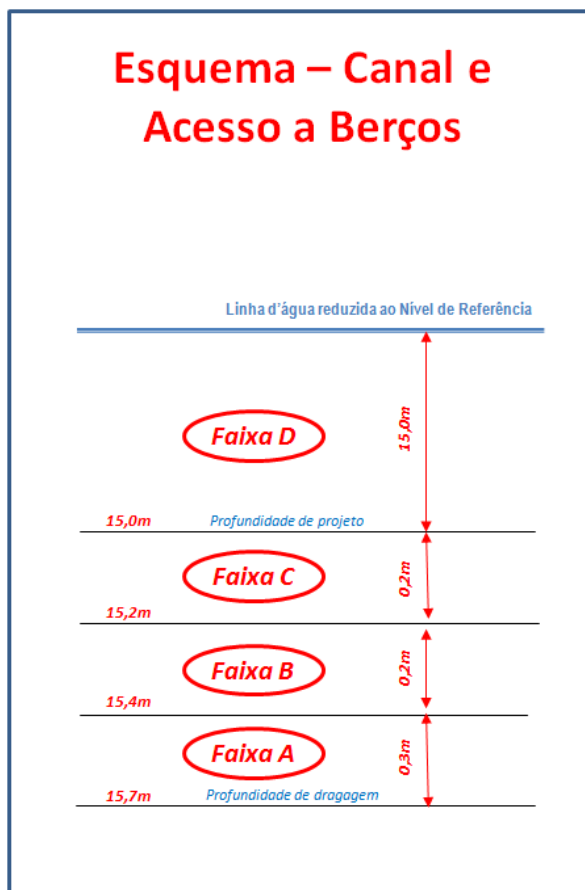 Esquema – Canal e
Acesso a Berços
Linha d'água reduzida ao Nível de Referência
Faixa D
15,0m
15,0m
Profundidade de projeto
Faixa C
0,2m
15,2m
Faixa B
0,2m
15,4m
Faixa A
0,3m
15,7m
Profundidade de dragagem